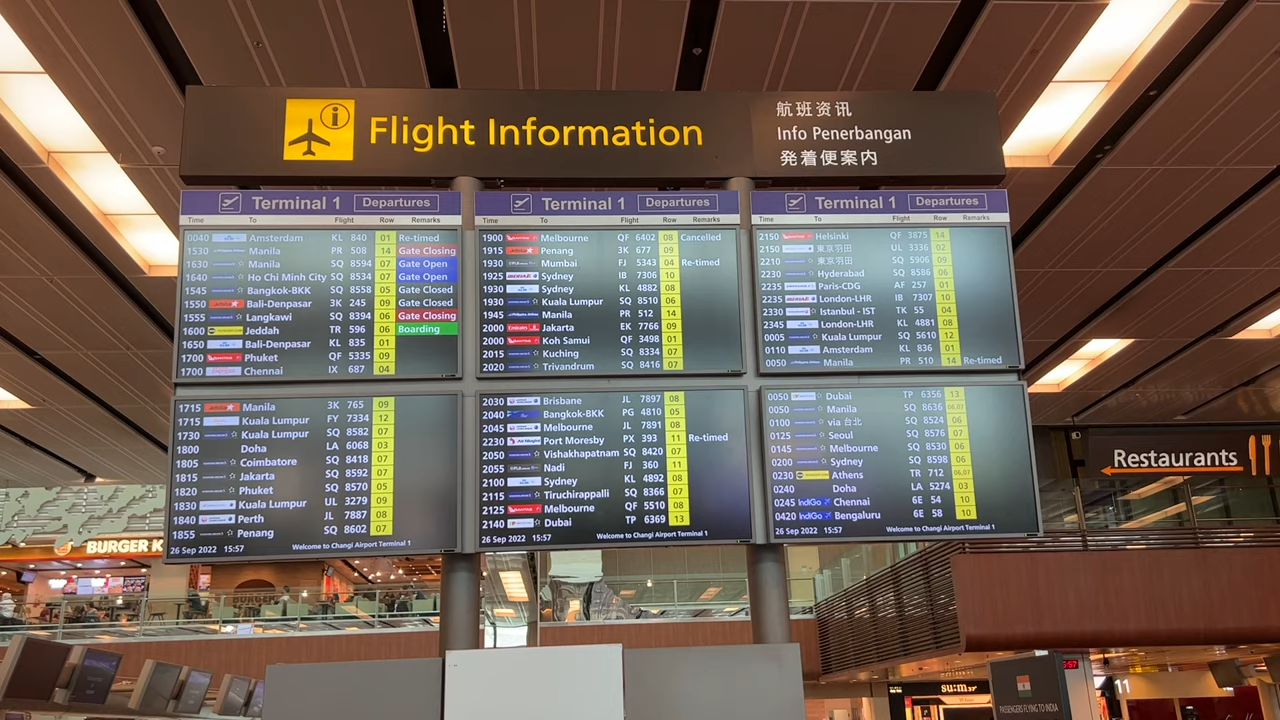 Flight Information
航班资讯
Info Penerbangan
発着便案内
Terminal 1 Departures
Time To Flight Row Remarks
0040 Amsterdam KL 840 01 Re-timed
1530 Manila PR 508 14 Gate Closing
1630 Manila SQ 8594 07 Gate Open
1640 Ho Chi Minh City SQ 8534 07 Gate Open
1545 Bangkok-BKK SQ 8558 05 Gate Closed
1550 Bali-Denpasar 3K 245 09 Gate Closed
1555 Langkawi SQ 8394 06 Gate Closing
1600 Jeddah TR 596 06 Boarding
1650 Bali-Denpasar KL 835 01
1700 Phuket QF 5335 09
1700 Chennai IX 687 04
1715 Manila 3K 765 09
1715 Kuala Lumpur FY 7534 12
1730 Kuala Lumpur SQ 8582 07
1800 Doha LA 6068 03
1805 Coimbatore SQ 8418 07
1815 Jakarta SQ 8592 07
1820 Phuket SQ 8570 05
1830 Kuala Lumpur UL 3279 09
1840 Perth JL 7887 08
1855 Penang SQ 8602 07
26 Sep 2022 15:57 Welcome to Changi Airport Terminal 1
Terminal 1 Departures
Time To Flight Row Remarks
1900 Melbourne QF 6402 08 Cancelled
1915 Penang 3K 677 09
1930 Mumbai FJ 5343 04 Re-timed
1925 IBERIA Sydney IB 7306 10
1930 Sydney KL 4882 08
1930 Kuala Lumpur SQ 8510 06
1945 Manila PR 512 14
2000 Jakarta EK 7766 09
2000 Koh Samui QF 3498 01
2015 Kuching SQ 8334 07
2020 Trivandrum SQ 8416 07
2030 Brisbane JL 7897 08
2040 Bangkok-BKK PG 4810 05
2045 Melbourne JL 7891 08
2230 Port Moresby PX 393 11 Re-timed
2050 Vishakhapatnam SQ 8420 07
2055 Nadi FJ 360 11
2100 Sydney KL 4892 08
2115 Tiruchirappalli SQ 8366 07
2125 Melbourne QF 5510 08
2140 Dubai TP 6369 13
26 Sep 2022 15:57 Welcome to Changi Airport Terminal 1
Terminal 1 Departures
Time To Flight Row Remarks
2150 Helsinki QF 3875 14
2150 東京羽田 UL 3336 02
2210 東京羽田 SQ 5906 09
2230 Hyderabad SQ 8586 06
2235 Paris-CDG AF 257 01
2235 IBERIA London-LHR IB 7307 10
2330 Istanbul - IST TK 55 04
2345 London-LHR KL 4881 08
0005 Kuala Lumpur SQ 5610 12
0110 Amsterdam KL 836 01
0050 Manila PR 510 14 Re-timed
0050 Dubai TP 6356 13
0050 Manila SQ 8636 06,07
0100 via 台北 SQ 8524 06
0125 Seoul SQ 8576 07
0145 Melbourne SQ 8530 07
0200 Sydney SQ 8598 06
0230 Athens TR 712 06,07
0240 Doha LA 5274 03
0245 IndiGo Chennai 6E 54 10
0420 IndiGo Bengaluru 6E 58 10
26 Sep 2022 15:57 Welcome to Changi Airport Terminal 1
Restaurants
BURGER K
BURGER
su:m37°
5:57
11
PASSENGERS FLYING TO INDIA